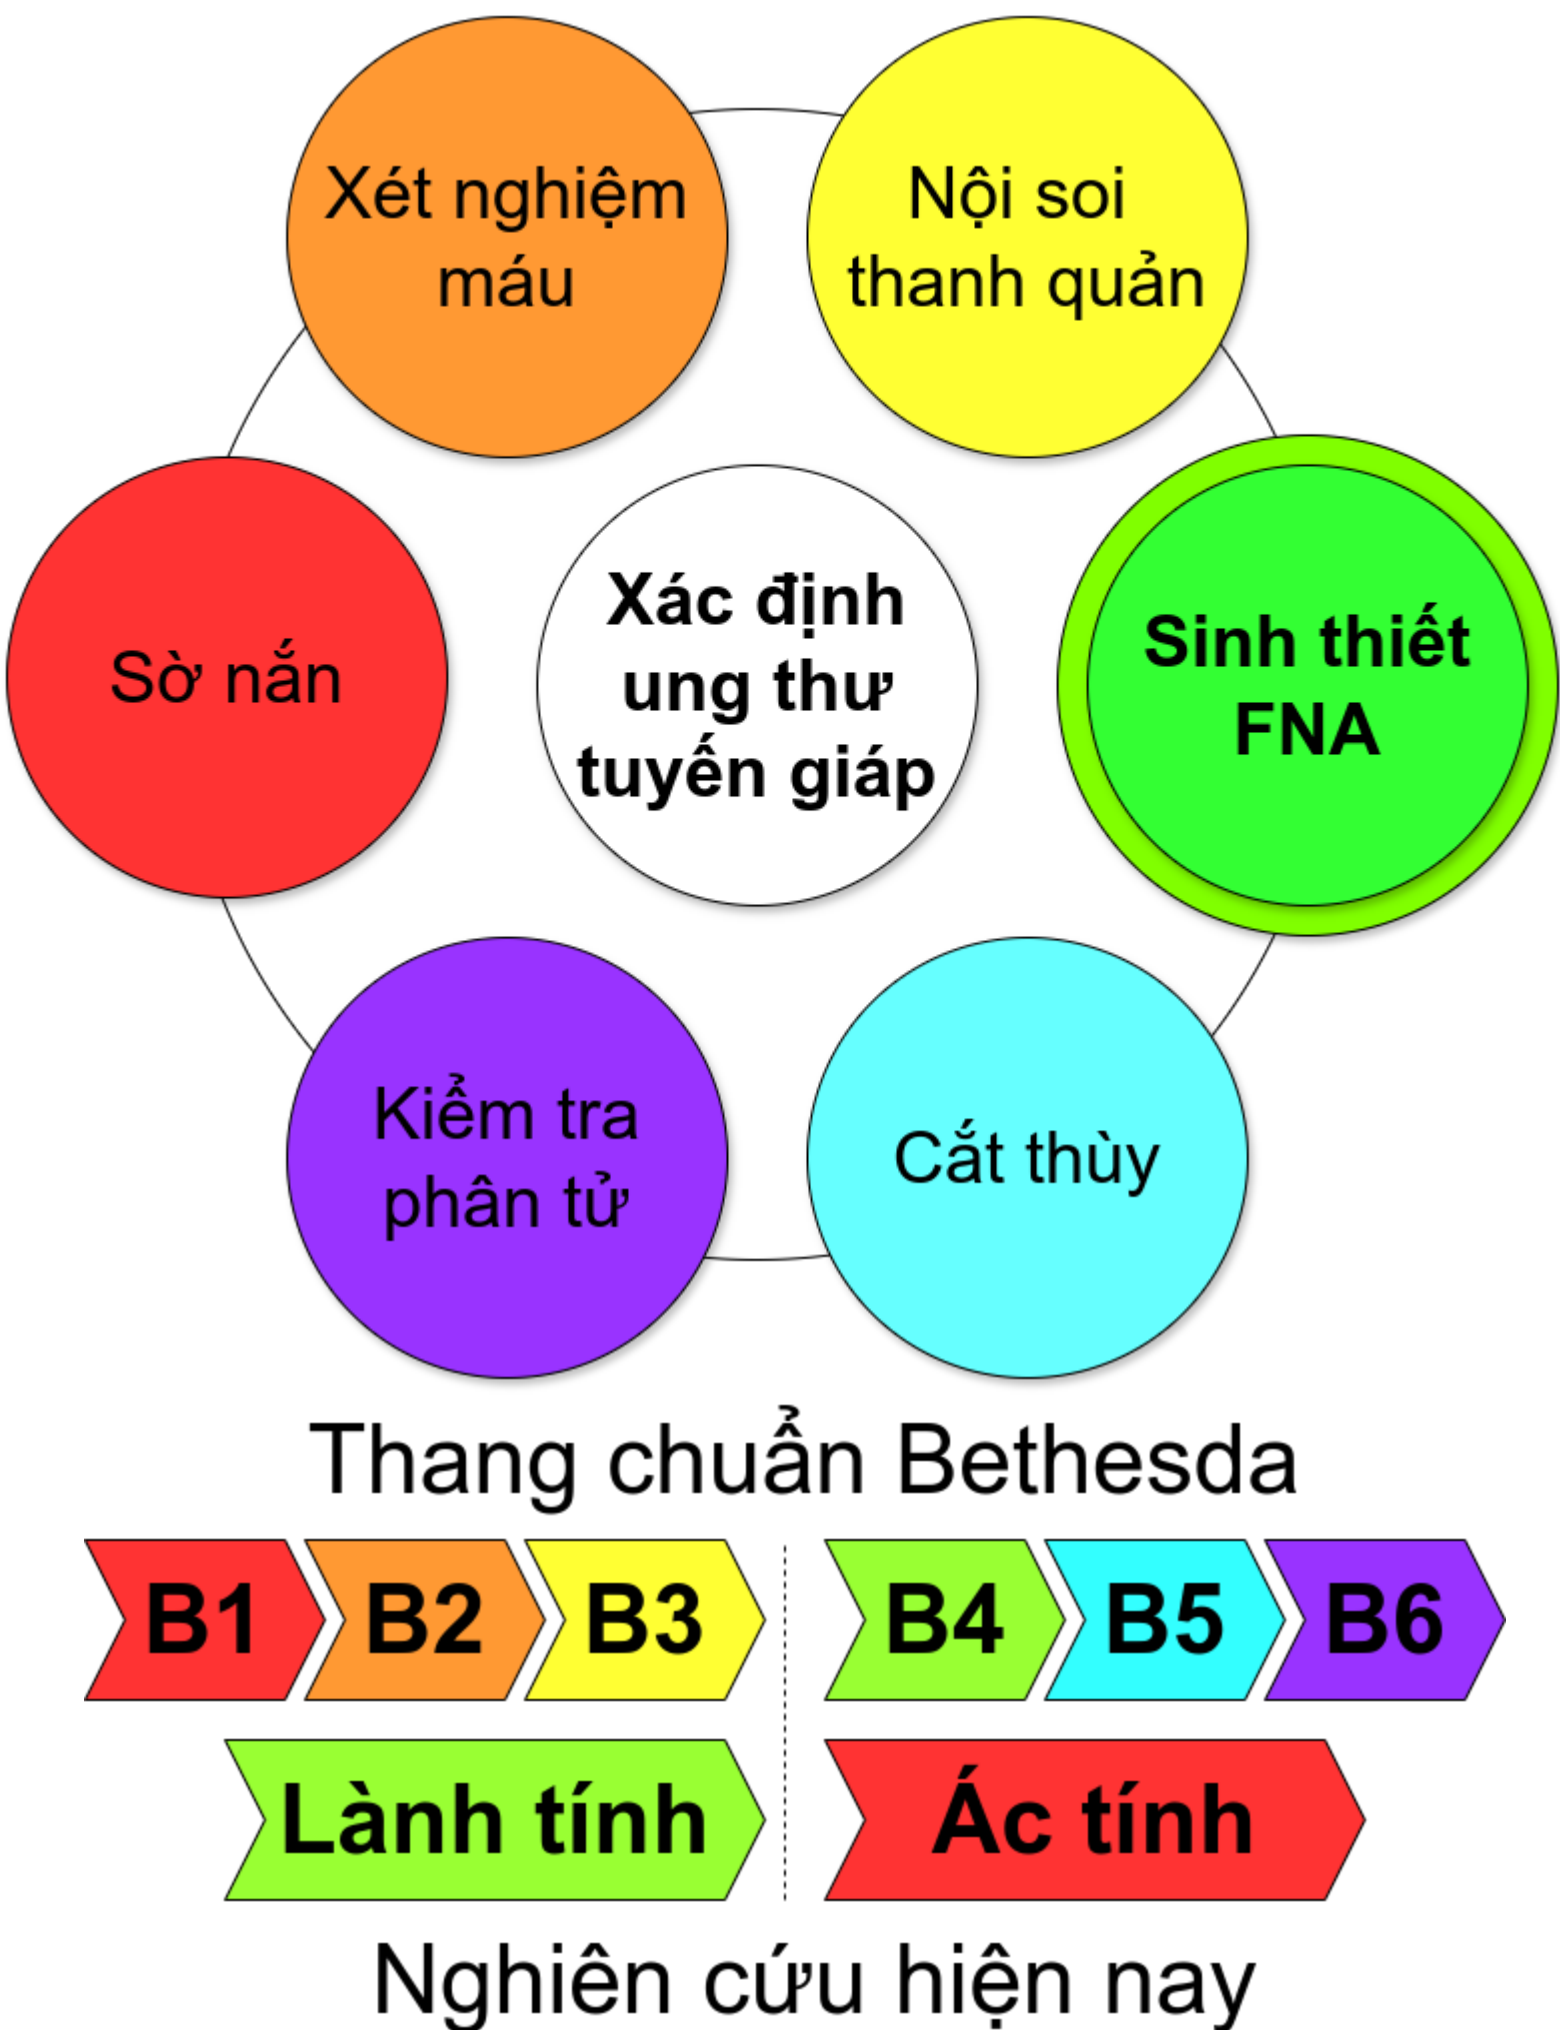 Xét nghiệm
máu
Nội soi
thanh quản
Sờ nắn
Xác định
ung thư
tuyến giáp
Sinh thiết
FNA
Kiểm tra
phân tử
Cắt thùy
Thang chuẩn Bethesda
B1 B2 B3 B4 B5 B6
Lành tính Ác tính
Nghiên cứu hiện nay